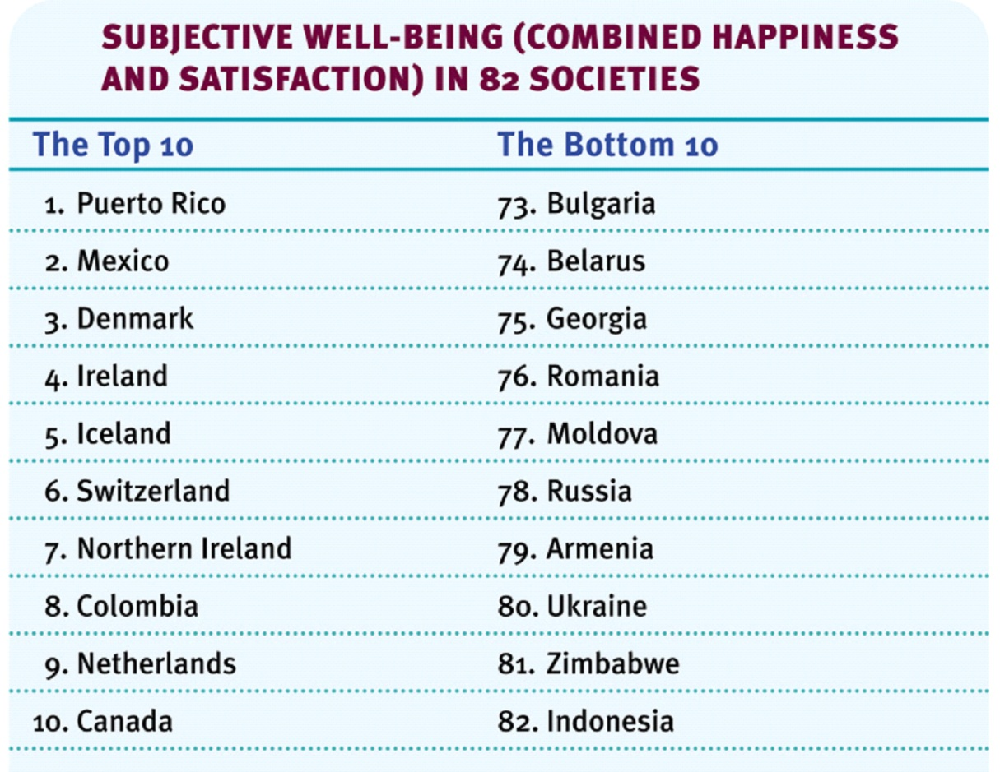 SUBJECTIVE WELL-BEING (COMBINED HAPPINESS
AND SATISFACTION) IN 82 SOCIETIES
The Top 10 The Bottom 10
1. Puerto Rico 73. Bulgaria
2. Mexico 74. Belarus
3. Denmark 75. Georgia
4. Ireland 76. Romania
5. Iceland 77. Moldova
6. Switzerland 78. Russia
7. Northern Ireland 79. Armenia
8. Colombia 80. Ukraine
9. Netherlands 81. Zimbabwe
10. Canada 82. Indonesia